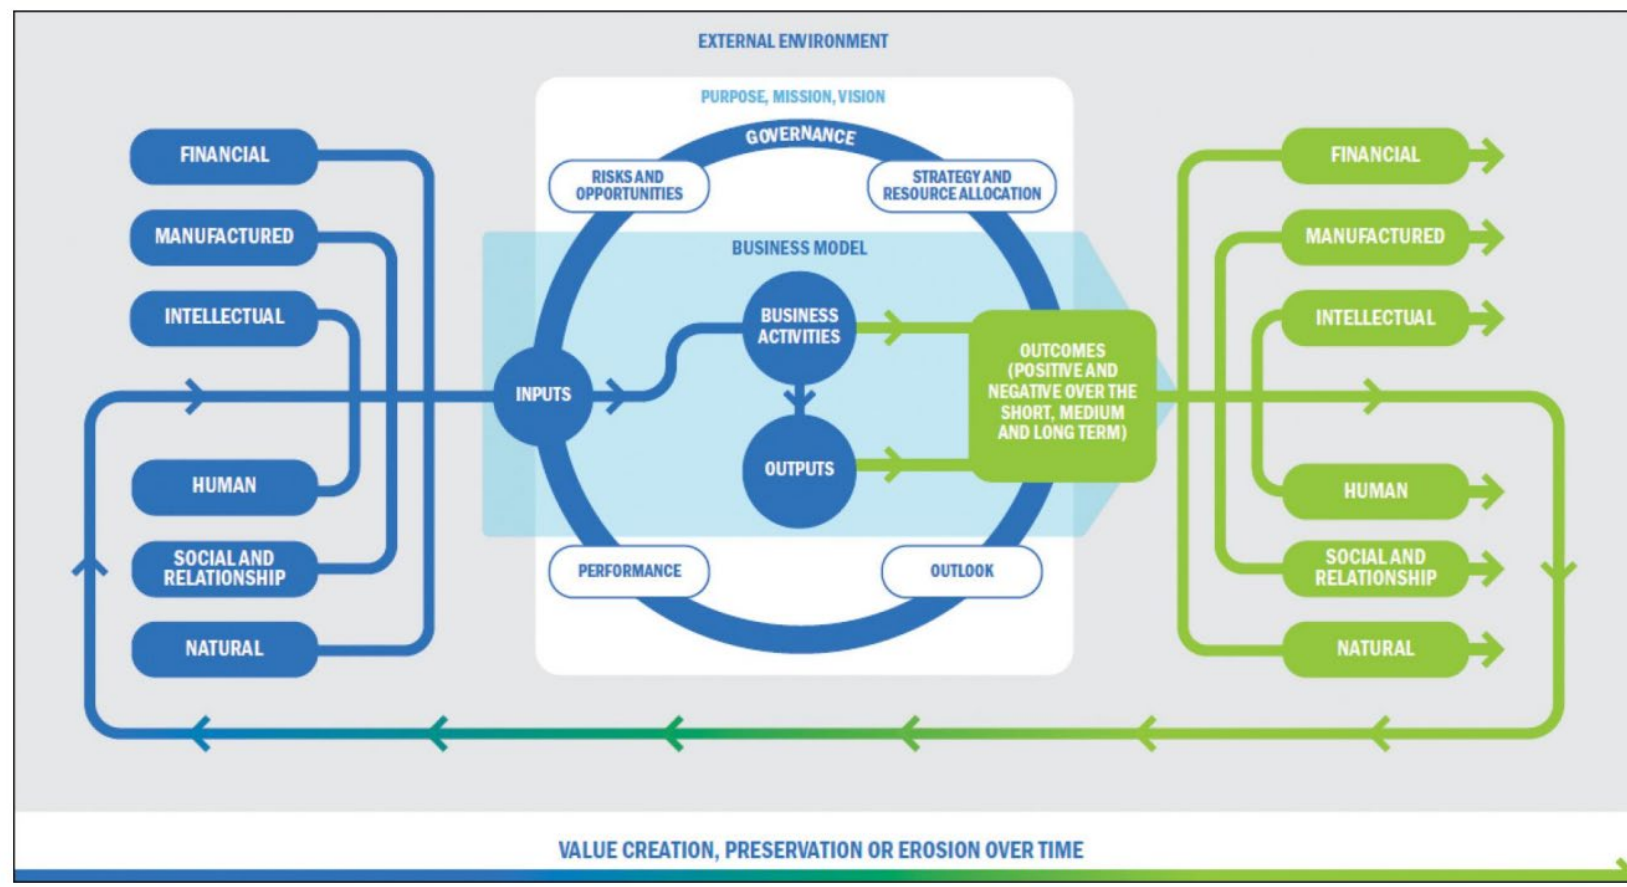 EXTERNAL ENVIRONMENT
PURPOSE, MISSION, VISION
GOVERNANCE
RISKS AND
OPPORTUNITIES
STRATEGY AND
RESOURCE ALLOCATION
FINANCIAL
MANUFACTURED
INTELLECTUAL
HUMAN
SOCIAL AND
RELATIONSHIP
NATURAL
BUSINESS MODEL
INPUTS
BUSINESS
ACTIVITIES
OUTPUTS
OUTCOMES
(POSITIVE AND
NEGATIVE OVER THE
SHORT, MEDIUM
AND LONG TERM)
PERFORMANCE
OUTLOOK
FINANCIAL
MANUFACTURED
INTELLECTUAL
HUMAN
SOCIAL AND
RELATIONSHIP
NATURAL
VALUE CREATION, PRESERVATION OR EROSION OVER TIME